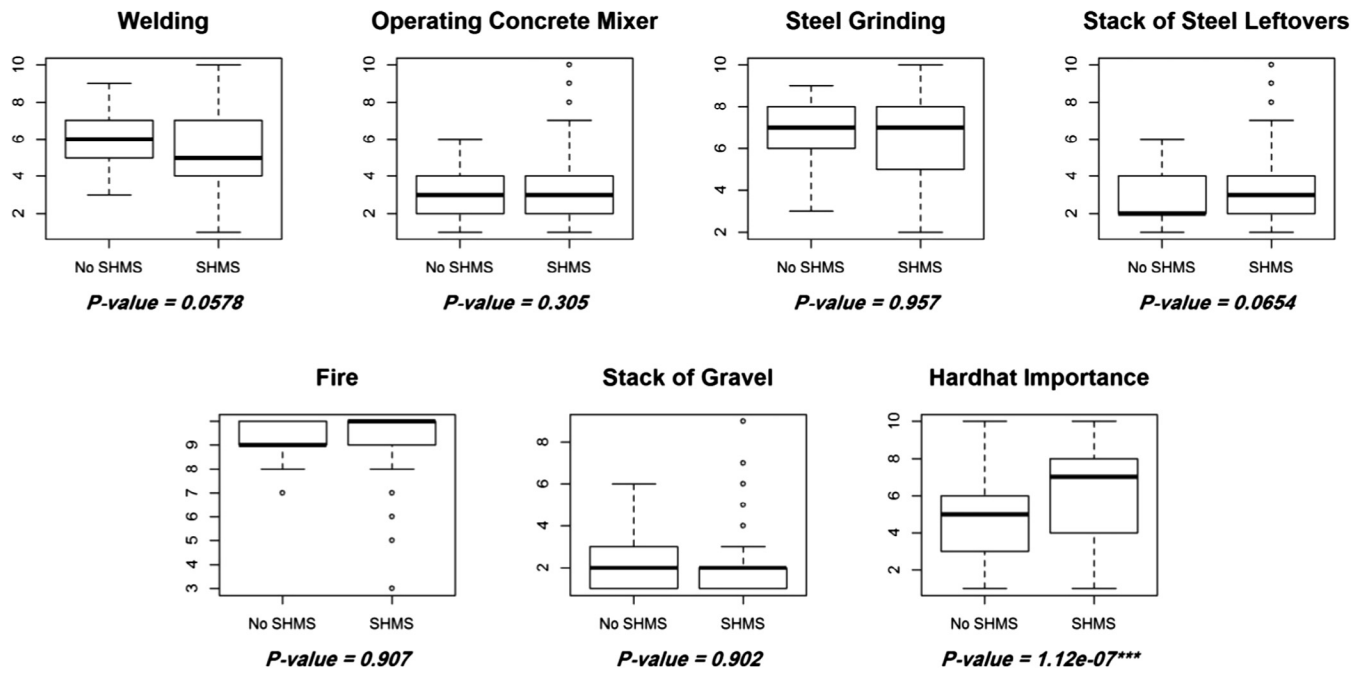 Welding
Operating Concrete Mixer
Steel Grinding
Stack of Steel Leftovers
10
8
6
4
2
No SHMS
SHMS
P-value = 0.0578
10
8
6
4
2
No SHMS
SHMS
P-value = 0.305
10
8
6
4
2
No SHMS
SHMS
P-value = 0.957
10
8
6
4
2
No SHMS
SHMS
P-value = 0.0654
Fire
Stack of Gravel
Hardhat Importance
9
8
7
6
5
4
3
No SHMS
SHMS
P-value = 0.907
8
6
4
2
No SHMS
SHMS
P-value = 0.902
10
8
6
4
2
No SHMS
SHMS
P-value = 1.12e-07***